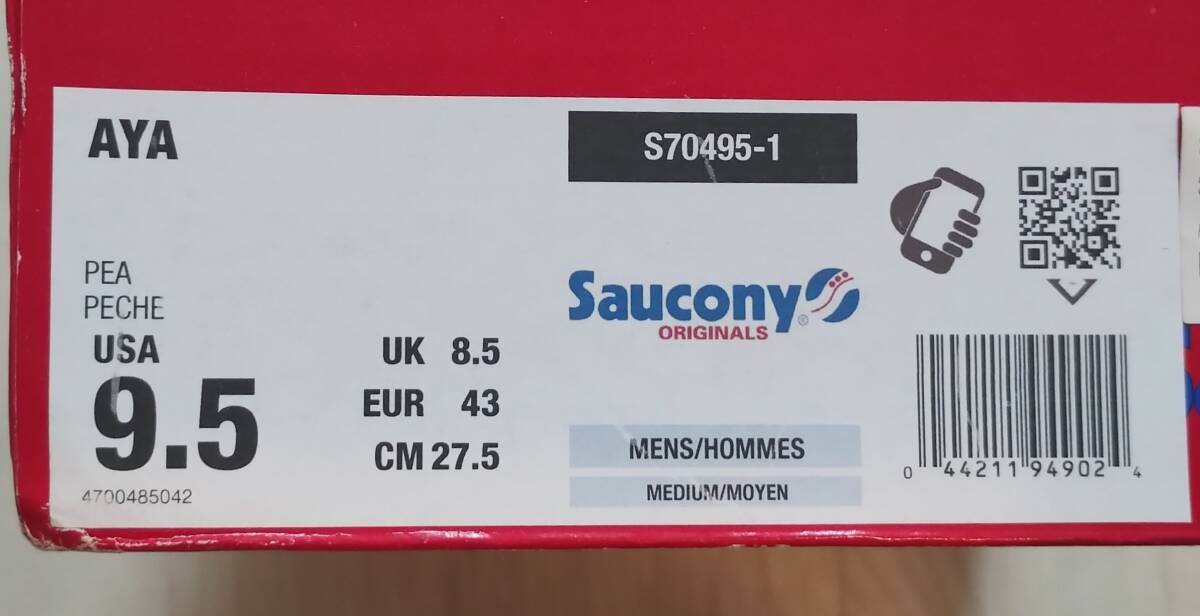 AYA
S70495-1
PEA
PECHE
USA
9.5
UK 8.5
EUR 43
CM 27.5
4700485042
Saucony®
ORIGINALS
MENS/HOMMES
MEDIUM/MOYEN
0 44211 94902 4